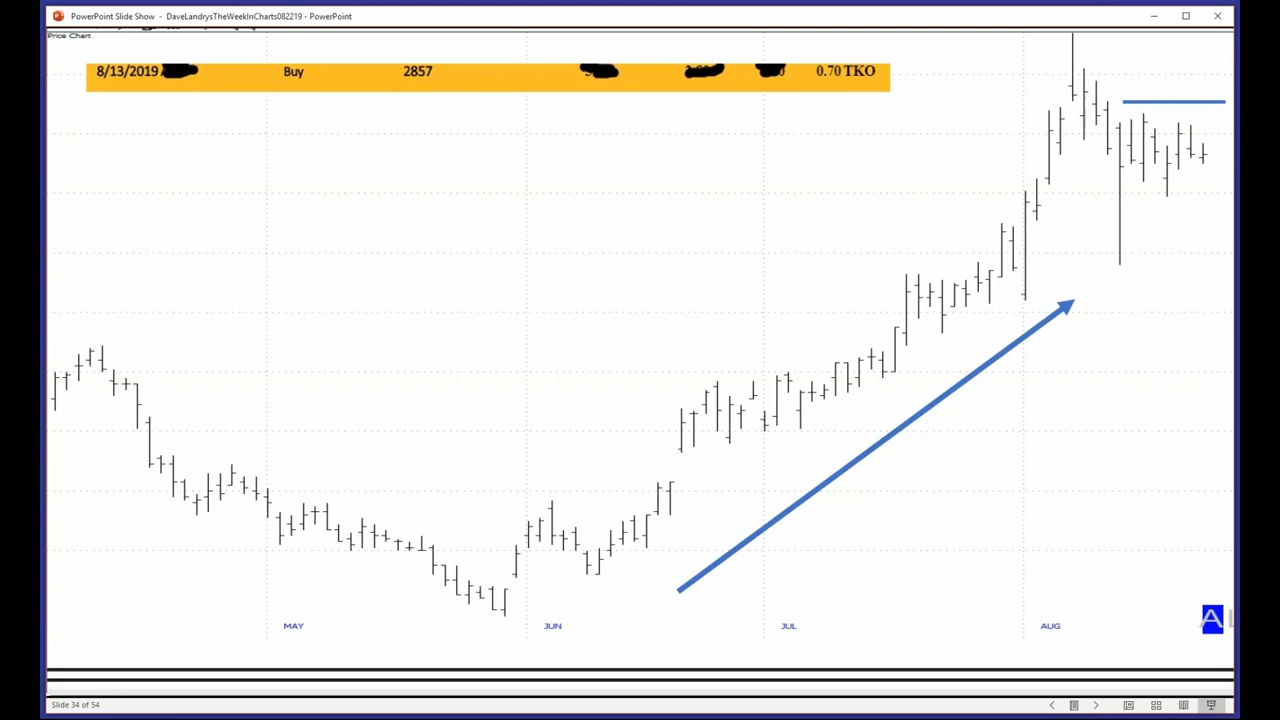 PowerPoint Slide Show - DaveLandrysTheWeekInCharts082219 - PowerPoint
Price Chart
8/13/2019 Buy 2857 0.70 TKO
MAY JUN JUL AUG
A
Slide 34 of 54